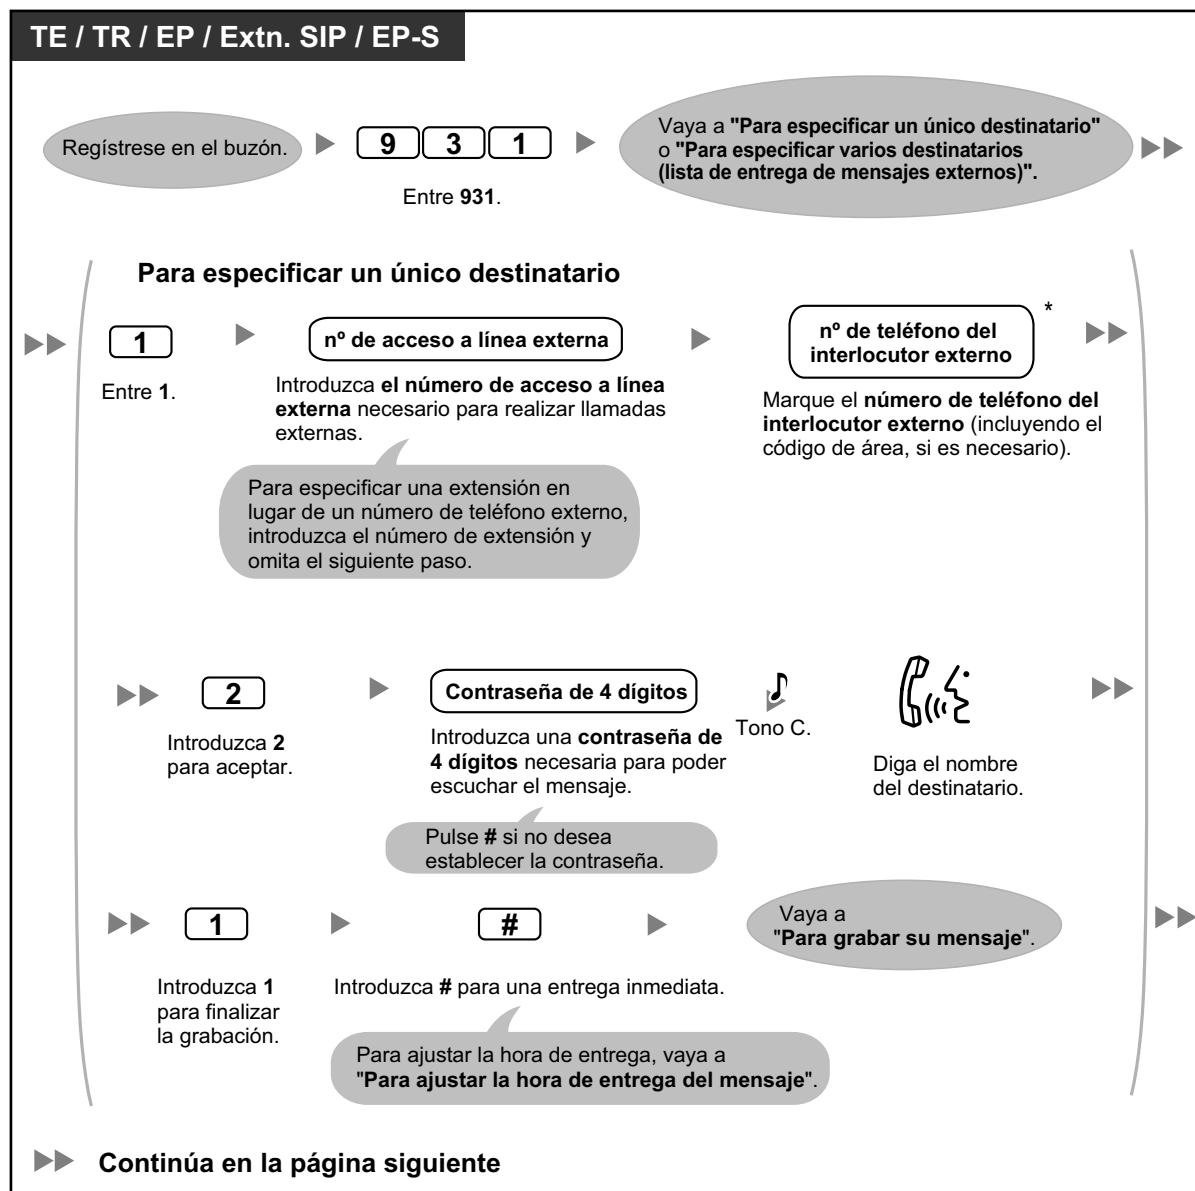 TE / TR / EP / Extn. SIP / EP-S
Regístrese en el buzón.
9 3 1
Entre 931.
Vaya a "Para especificar un único destinatario"
o "Para especificar varios destinatarios
(lista de entrega de mensajes externos)".
Para especificar un único destinatario
1
Entre 1.
nº de acceso a línea externa
Introduzca el número de acceso a línea
externa necesario para realizar llamadas
externas.
Para especificar una extensión en
lugar de un número de teléfono externo,
introduzca el número de extensión y
omita el siguiente paso.
nº de teléfono del
interlocutor externo
*
Marque el número de teléfono del
interlocutor externo (incluyendo el
código de área, si es necesario).
2
Introduzca 2
para aceptar.
Contraseña de 4 dígitos
Introduzca una contraseña de
4 dígitos necesaria para poder
escuchar el mensaje.
Pulse # si no desea
establecer la contraseña.
Tono C.
Diga el nombre
del destinatario.
1
Introduzca 1
para finalizar
la grabación.
#
Introduzca # para una entrega inmediata.
Para ajustar la hora de entrega, vaya a
"Para ajustar la hora de entrega del mensaje".
Vaya a
"Para grabar su mensaje".
Continúa en la página siguiente